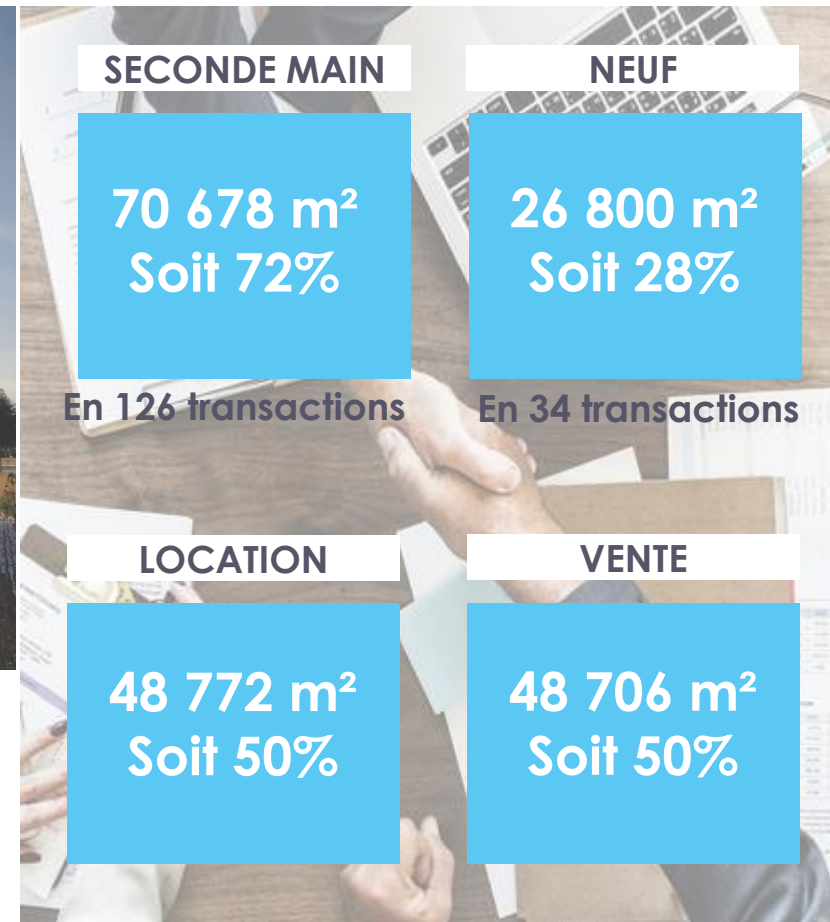 SECONDE MAIN
NEUF
70 678 m²
Soit 72%
26 800 m²
Soit 28%
En 126 transactions
En 34 transactions
LOCATION
VENTE
48 772 m²
Soit 50%
48 706 m²
Soit 50%